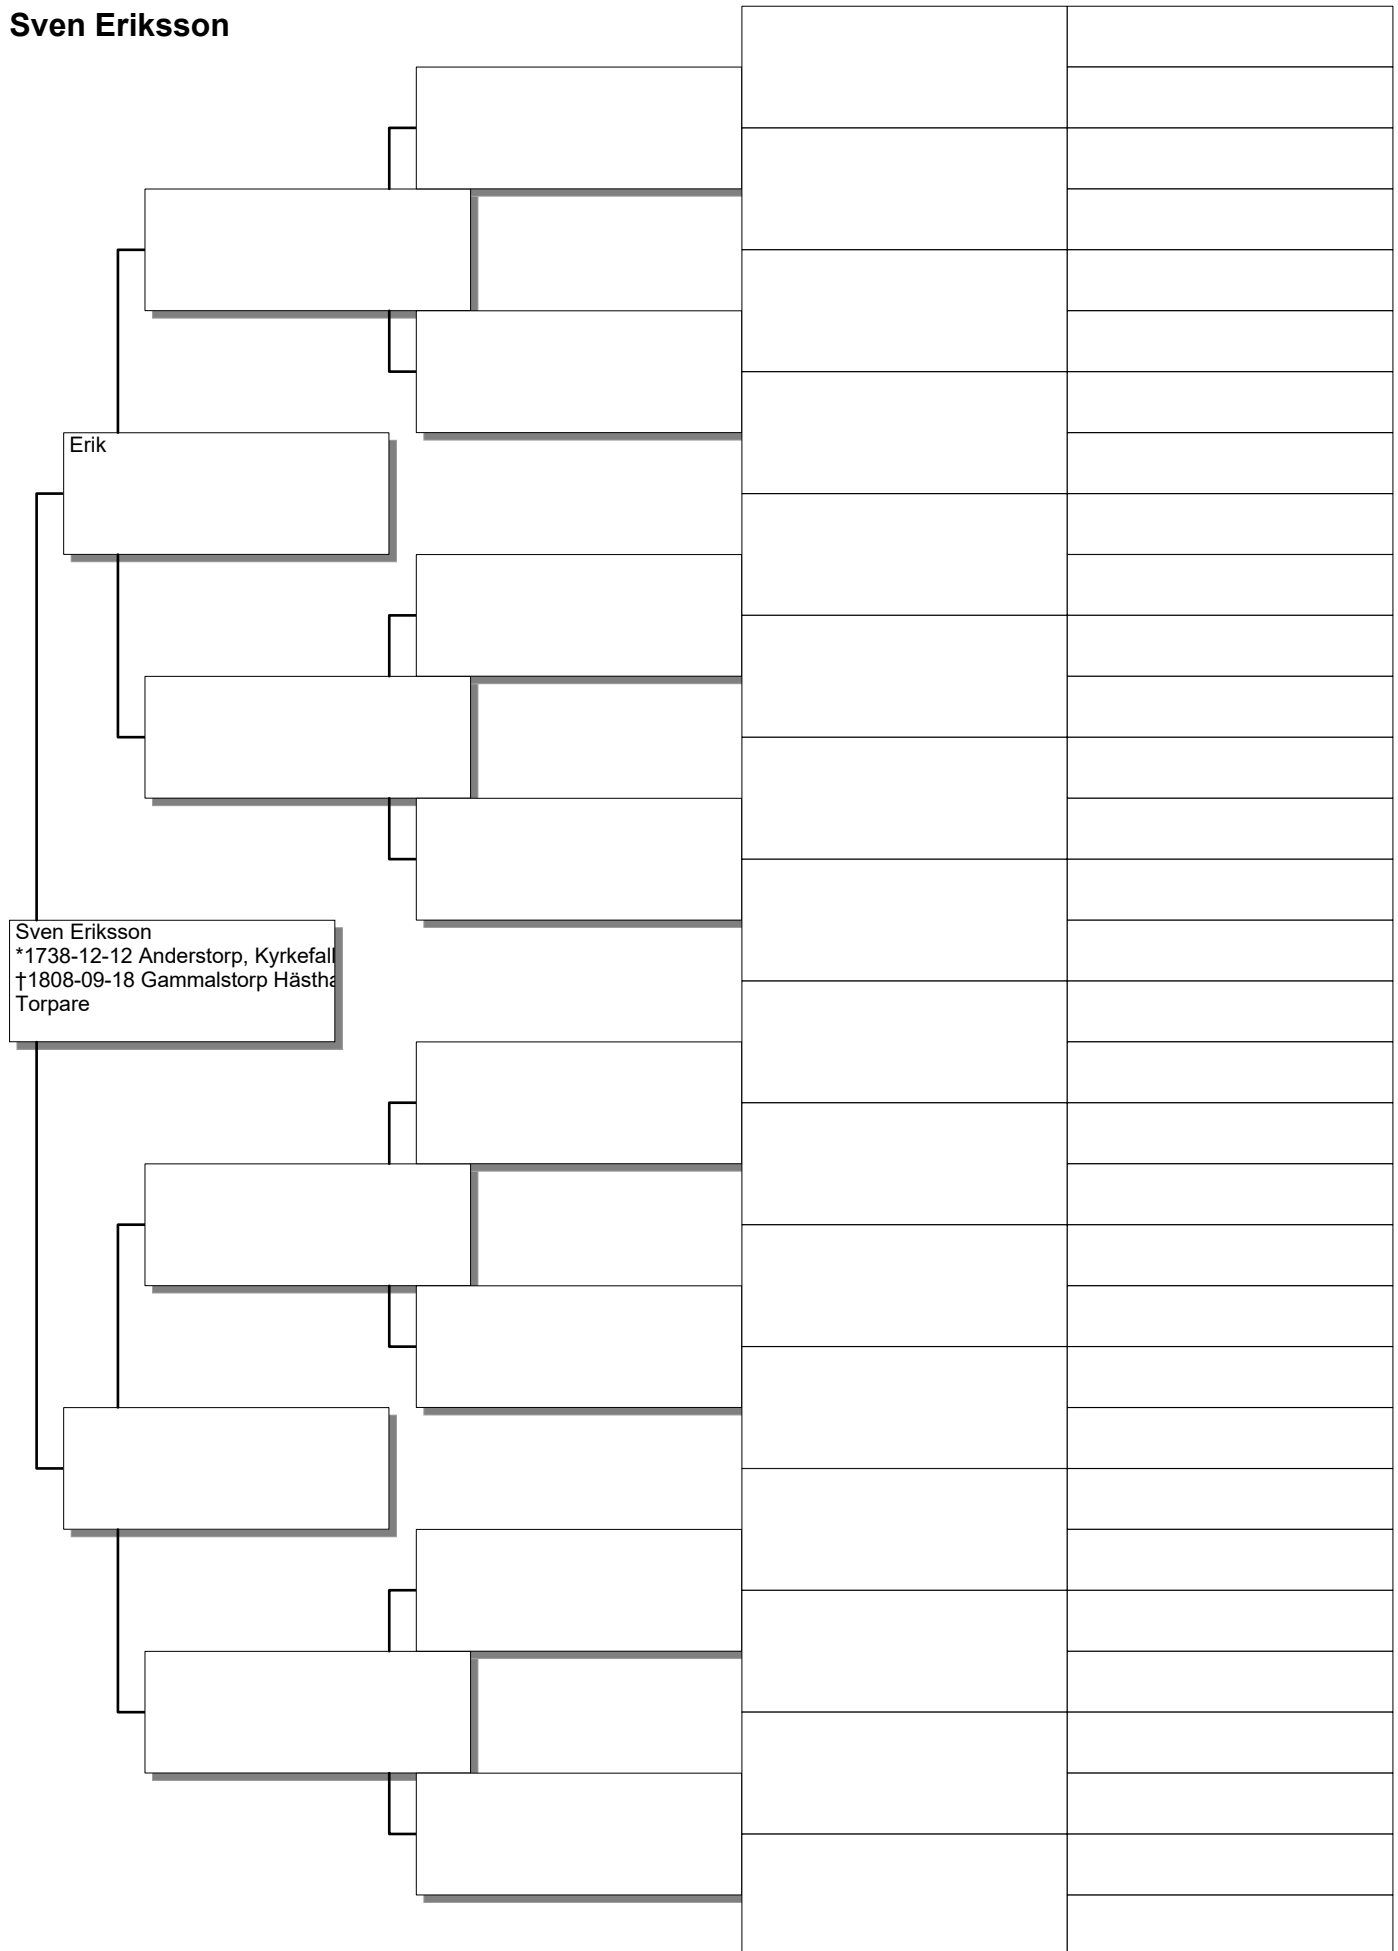 Sven Eriksson
Erik
Sven Eriksson
*1738-12-12 Anderstorp, Kyrkefall
†1808-09-18 Gammalstorp Hästha
Torpare